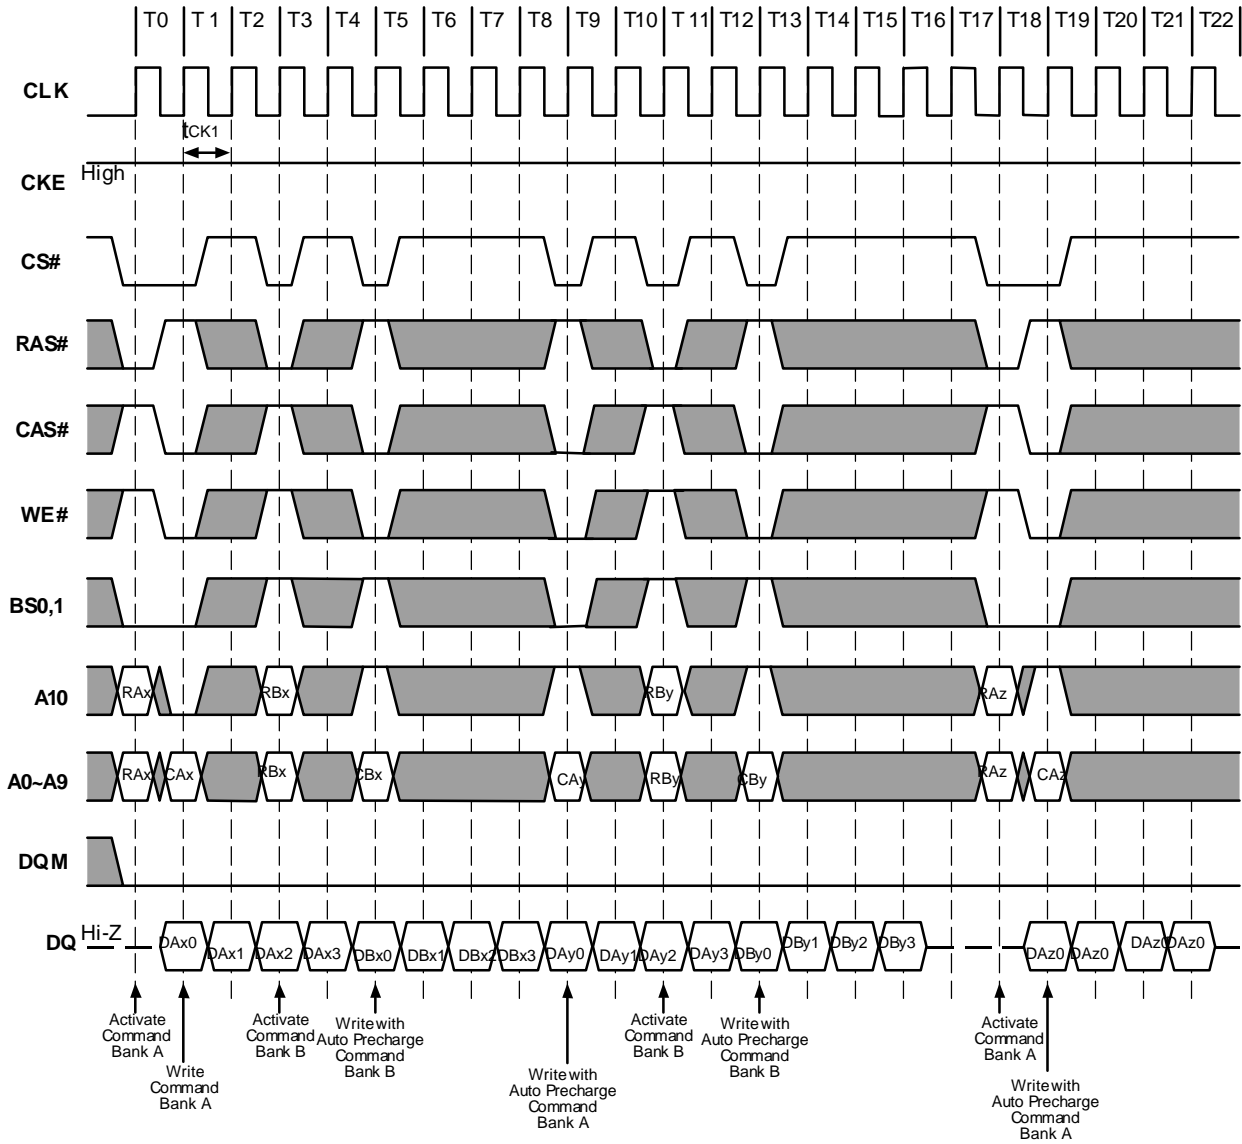 T0 T 1 T2 T3 T4 T5 T6 T7 T8 T9 T10 T 11 T12 T13 T14 T15 T16 T17 T18 T19 T20 T21 T22
CLK
tCK1
High
CKE
CS#
RAS#
CAS#
WE#
BS0,1
A10
RAx RBx RBy RAz
A0~A9
RAx CAx RBx CBx CAy RBy CBy RAz CAz
DQM
DQ Hi-Z
DAx0 DAx1 DAx2 DAx3 DBx0 DBx1 DBx2 DBx3 DAy0 DAy1 DAy2 DAy3 DBy0 DBy1 DBy2 DBy3 DAz0 DAz0 DAz0 DAz0
Activate
Command
Bank A
Write
Command
Bank A
Activate
Command
Bank B
Write with
Auto Precharge
Command
Bank B
Write with
Auto Precharge
Command
Bank A
Activate
Command
Bank B
Write with
Auto Precharge
Command
Bank B
Activate
Command
Bank A
Write with
Auto Precharge
Command
Bank A